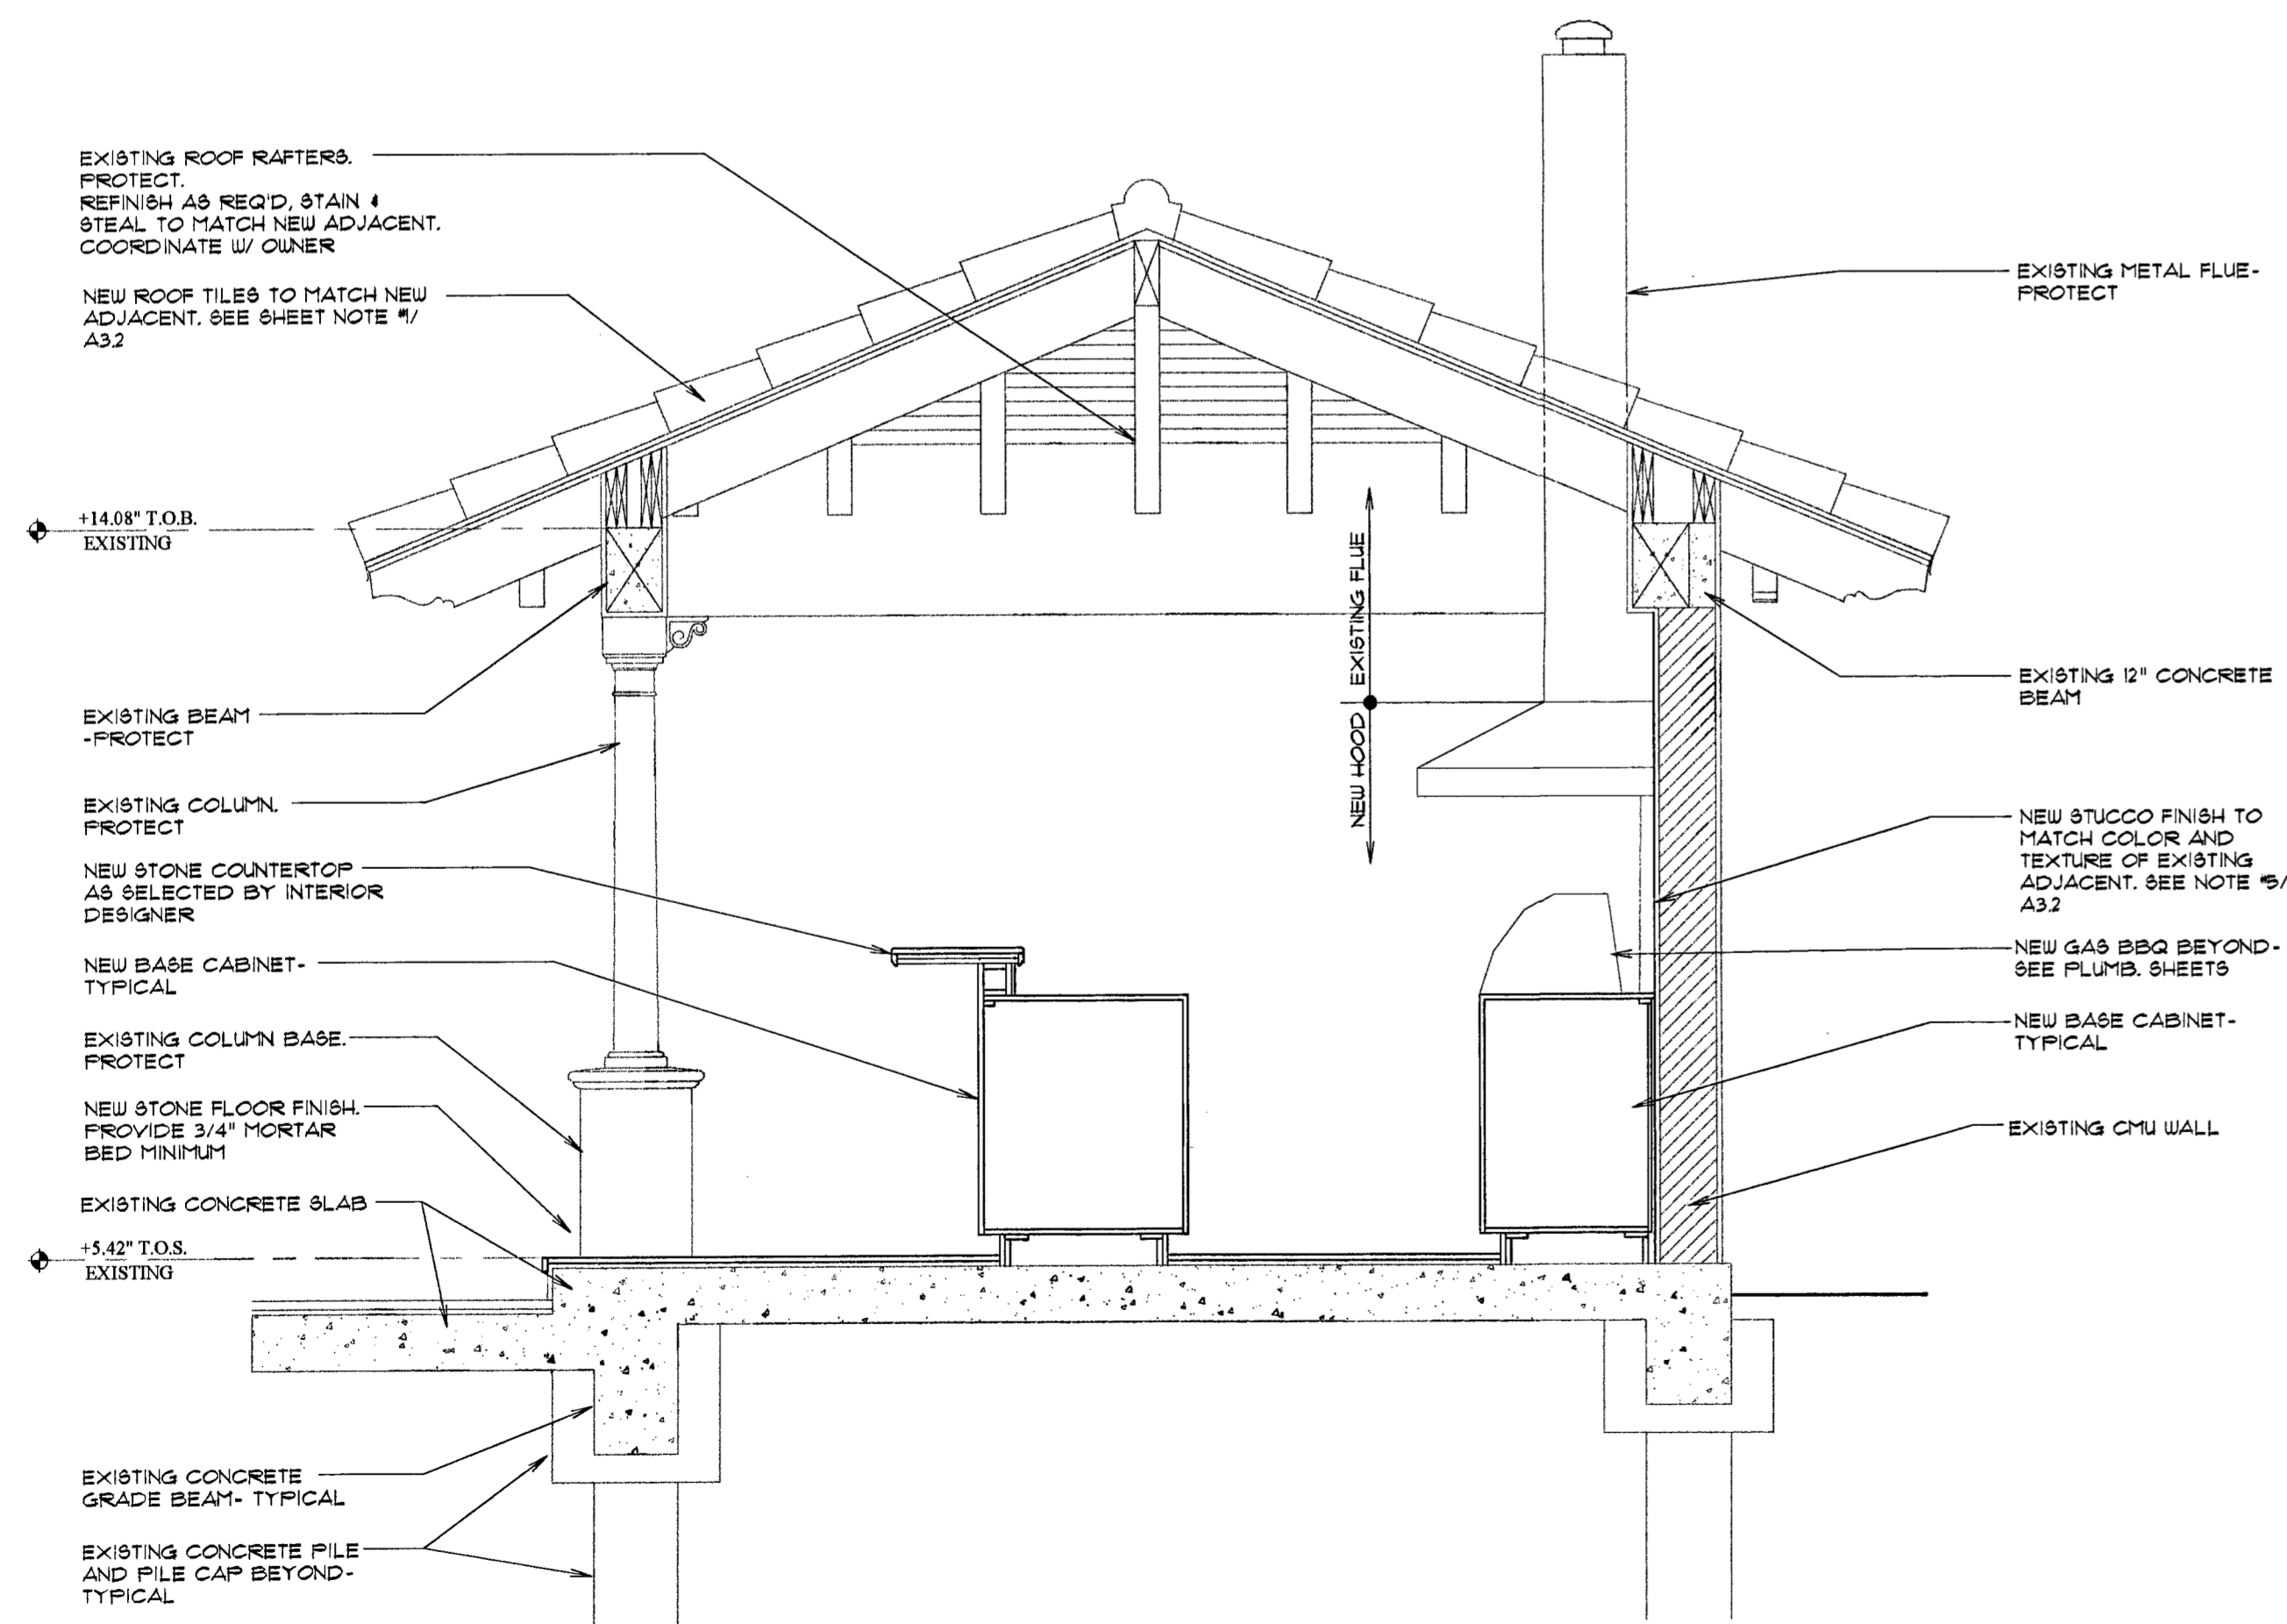 EXISTING ROOF RAFTERS.
PROTECT.
REFINISH AS REQ'D, STAIN &
STEAL TO MATCH NEW ADJACENT.
COORDINATE W/ OWNER
NEW ROOF TILES TO MATCH NEW
ADJACENT. SEE SHEET NOTE #1/
A3.2
+14.08" T.O.B.
EXISTING
EXISTING BEAM
-PROTECT
EXISTING COLUMN.
PROTECT
NEW STONE COUNTERTOP
AS SELECTED BY INTERIOR
DESIGNER
NEW BASE CABINET-
TYPICAL
EXISTING COLUMN BASE.
PROTECT
NEW STONE FLOOR FINISH.
PROVIDE 3/4" MORTAR
BED MINIMUM
EXISTING CONCRETE SLAB
+5.42" T.O.S.
EXISTING
EXISTING CONCRETE
GRADE BEAM- TYPICAL
EXISTING CONCRETE PILE
AND PILE CAP BEYOND-
TYPICAL
NEW HOOD
EXISTING FLUE
EXISTING METAL FLUE-
PROTECT
EXISTING 12" CONCRETE
BEAM
NEW STUCCO FINISH TO
MATCH COLOR AND
TEXTURE OF EXISTING
ADJACENT. SEE NOTE #5/
A3.2
NEW GAS BBQ BEYOND-
SEE PLUMB. SHEETS
NEW BASE CABINET-
TYPICAL
EXISTING CMU WALL